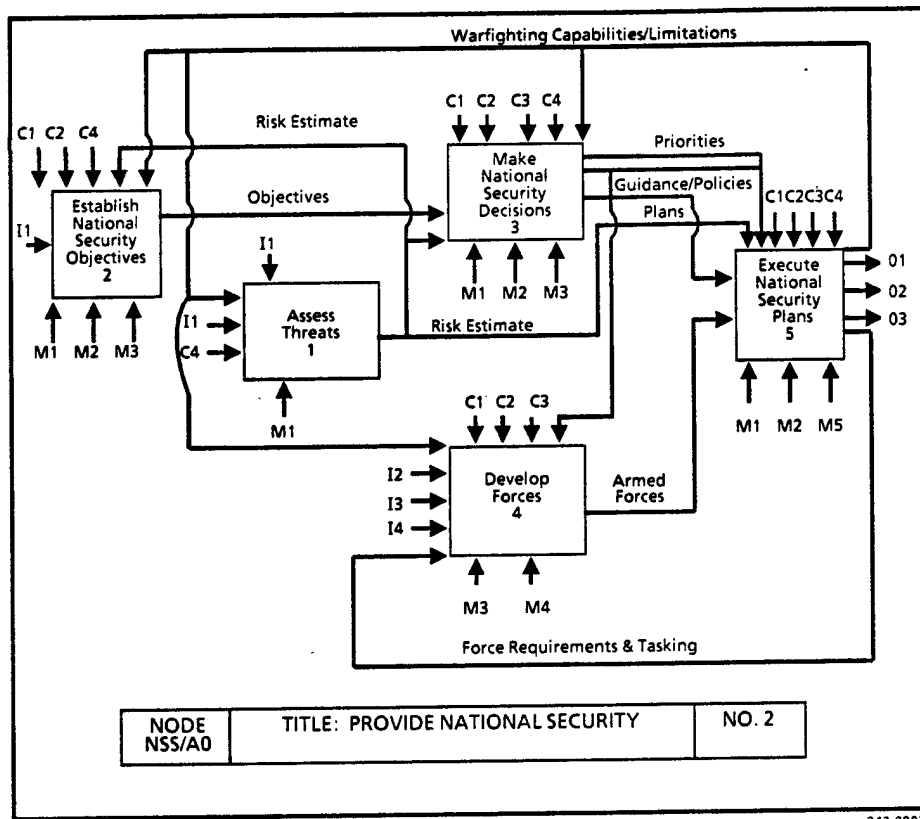 Warfighting Capabilities/Limitations
C1 C2 C3 C4
Risk Estimate
C1 C2 C4
Priorities
Make
National
Security
Decisions
3
Guidance/Policies
Objectives
Plans
C1 C2 C3 C4
Establish
National
Security
Objectives
2
I1
I1
M1 M2 M3
Execute
National
Security
Plans
5
01
02
03
Assess
Threats
1
I1
C4
Risk Estimate
M1 M2 M3
M1
C1 C2 C3
M1 M2 M5
Develop
Forces
4
I2
I3
I4
Armed
Forces
M3 M4
Force Requirements & Tasking
NODE
NSS/A0
TITLE: PROVIDE NATIONAL SECURITY
NO. 2